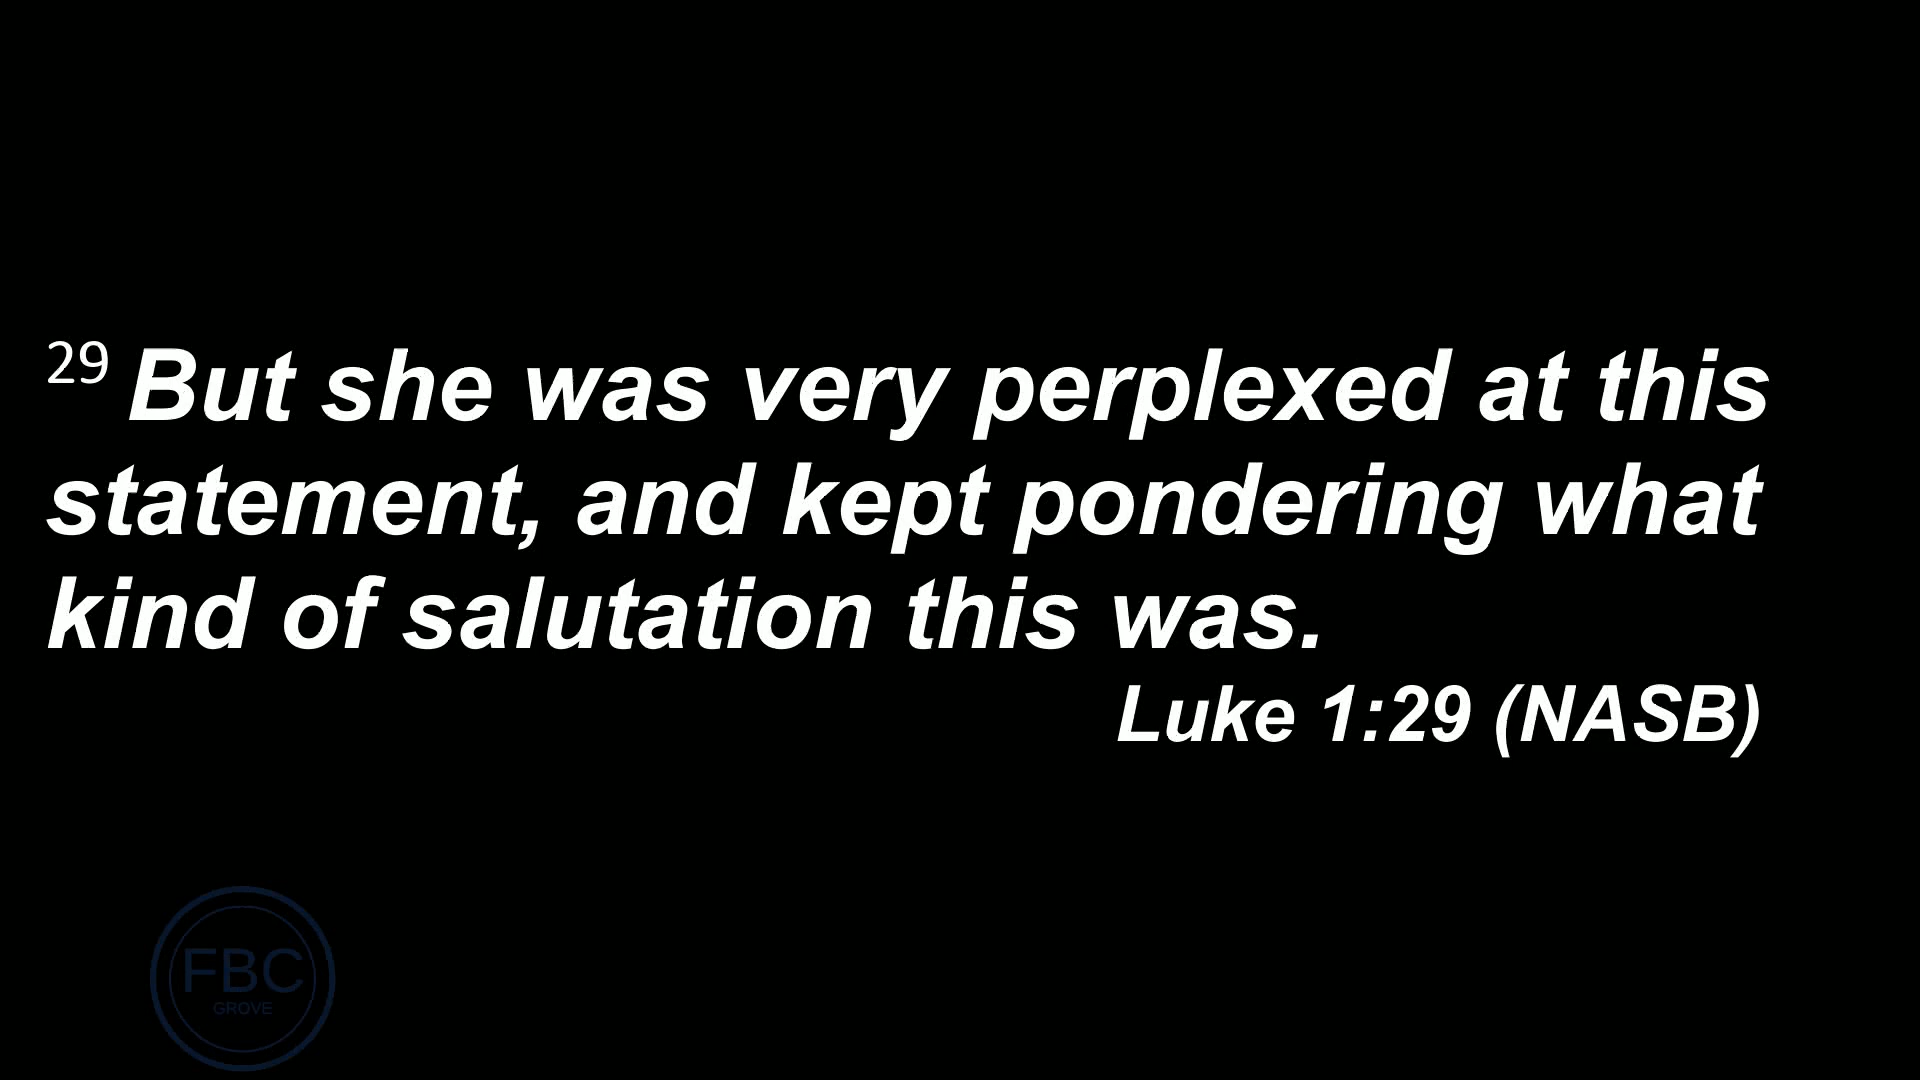 29 But she was very perplexed at this
statement, and kept pondering what
kind of salutation this was.
Luke 1:29 (NASB)
FBC
GROVE